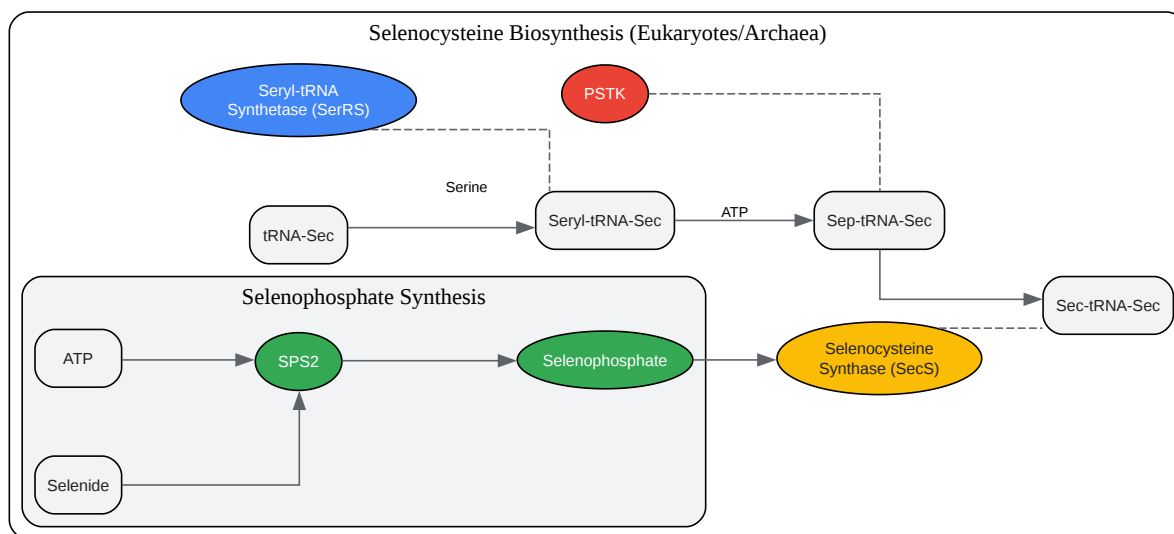 Selenocysteine Biosynthesis (Eukaryotes/Archaea)
Seryl-tRNA
Synthetase (SerRS)
PSTK
Serine
tRNA-Sec
Seryl-tRNA-Sec
ATP
Sep-tRNA-Sec
Sec-tRNA-Sec
Selenophosphate Synthesis
ATP
SPS2
Selenophosphate
Selenocysteine
Synthase (SecS)
Selenide